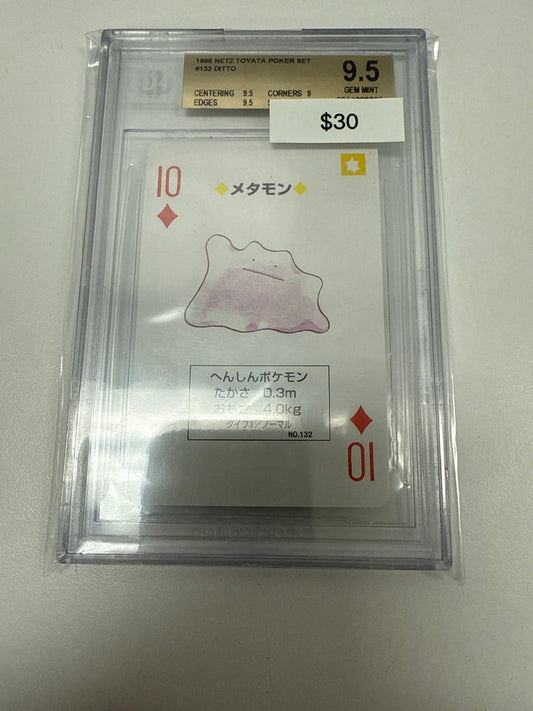 1996 NETZ TOYATA POKER SET
#132 DITTO
9.5
GEM MINT
CENTERING 9.5 CORNERS 9
EDGES 9.5
$30
10
メタモン
へんしんポケモン
たかさ 0.3m
おもさ 4.0kg
タイプ1/ノーマル
NO.132
10